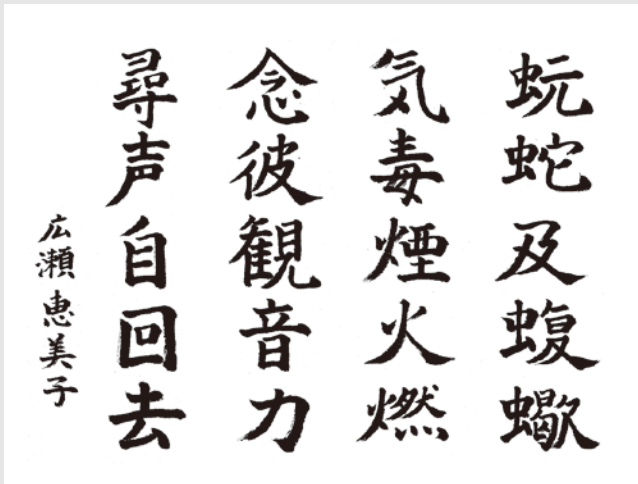 蚖蛇及蝮蠍
気毒煙火燃
念彼観音力
尋声自回去
広瀬恵美子